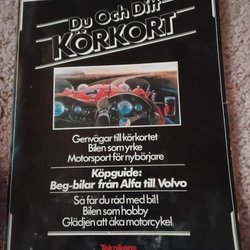 Du Och Ditt
KÖRKORT
Genvägar till körkortet
Bilen som yrke
Motorsport för nybörjare
Köpguide:
Beg-bilar från Alfa till Volvo
Så får du råd med bil!
Bilen som hobby
Glädjen att åka motorcykel
Teknikens